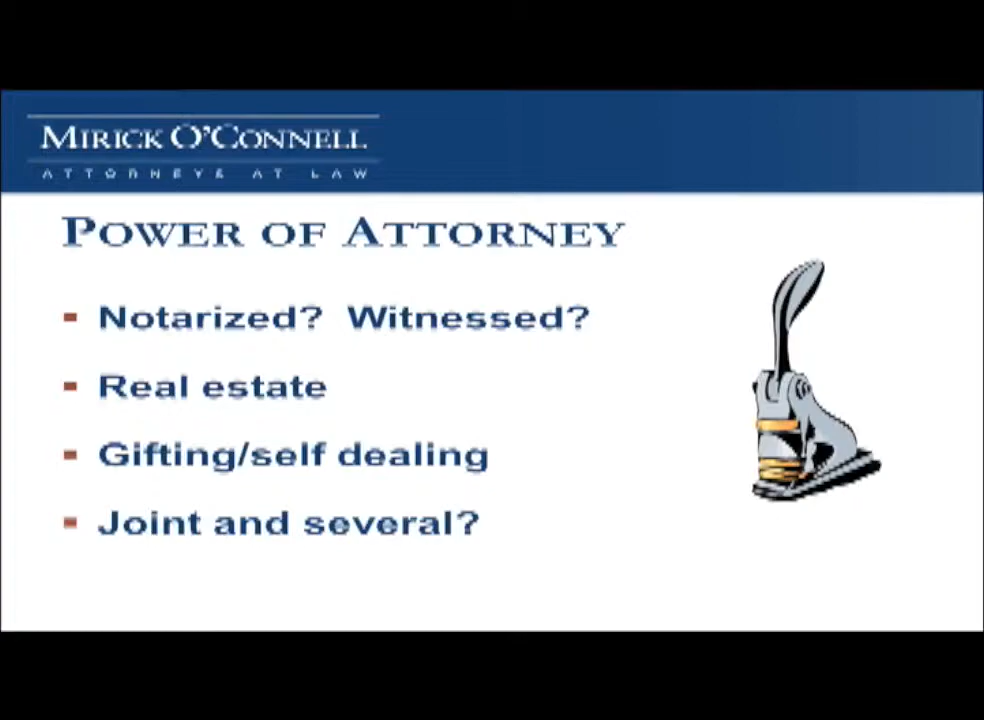 MIRICK O'CONNELL
ATTORNEYS AT LAW
POWER OF ATTORNEY
- Notarized? Witnessed?
- Real estate
- Gifting/self dealing
- Joint and several?